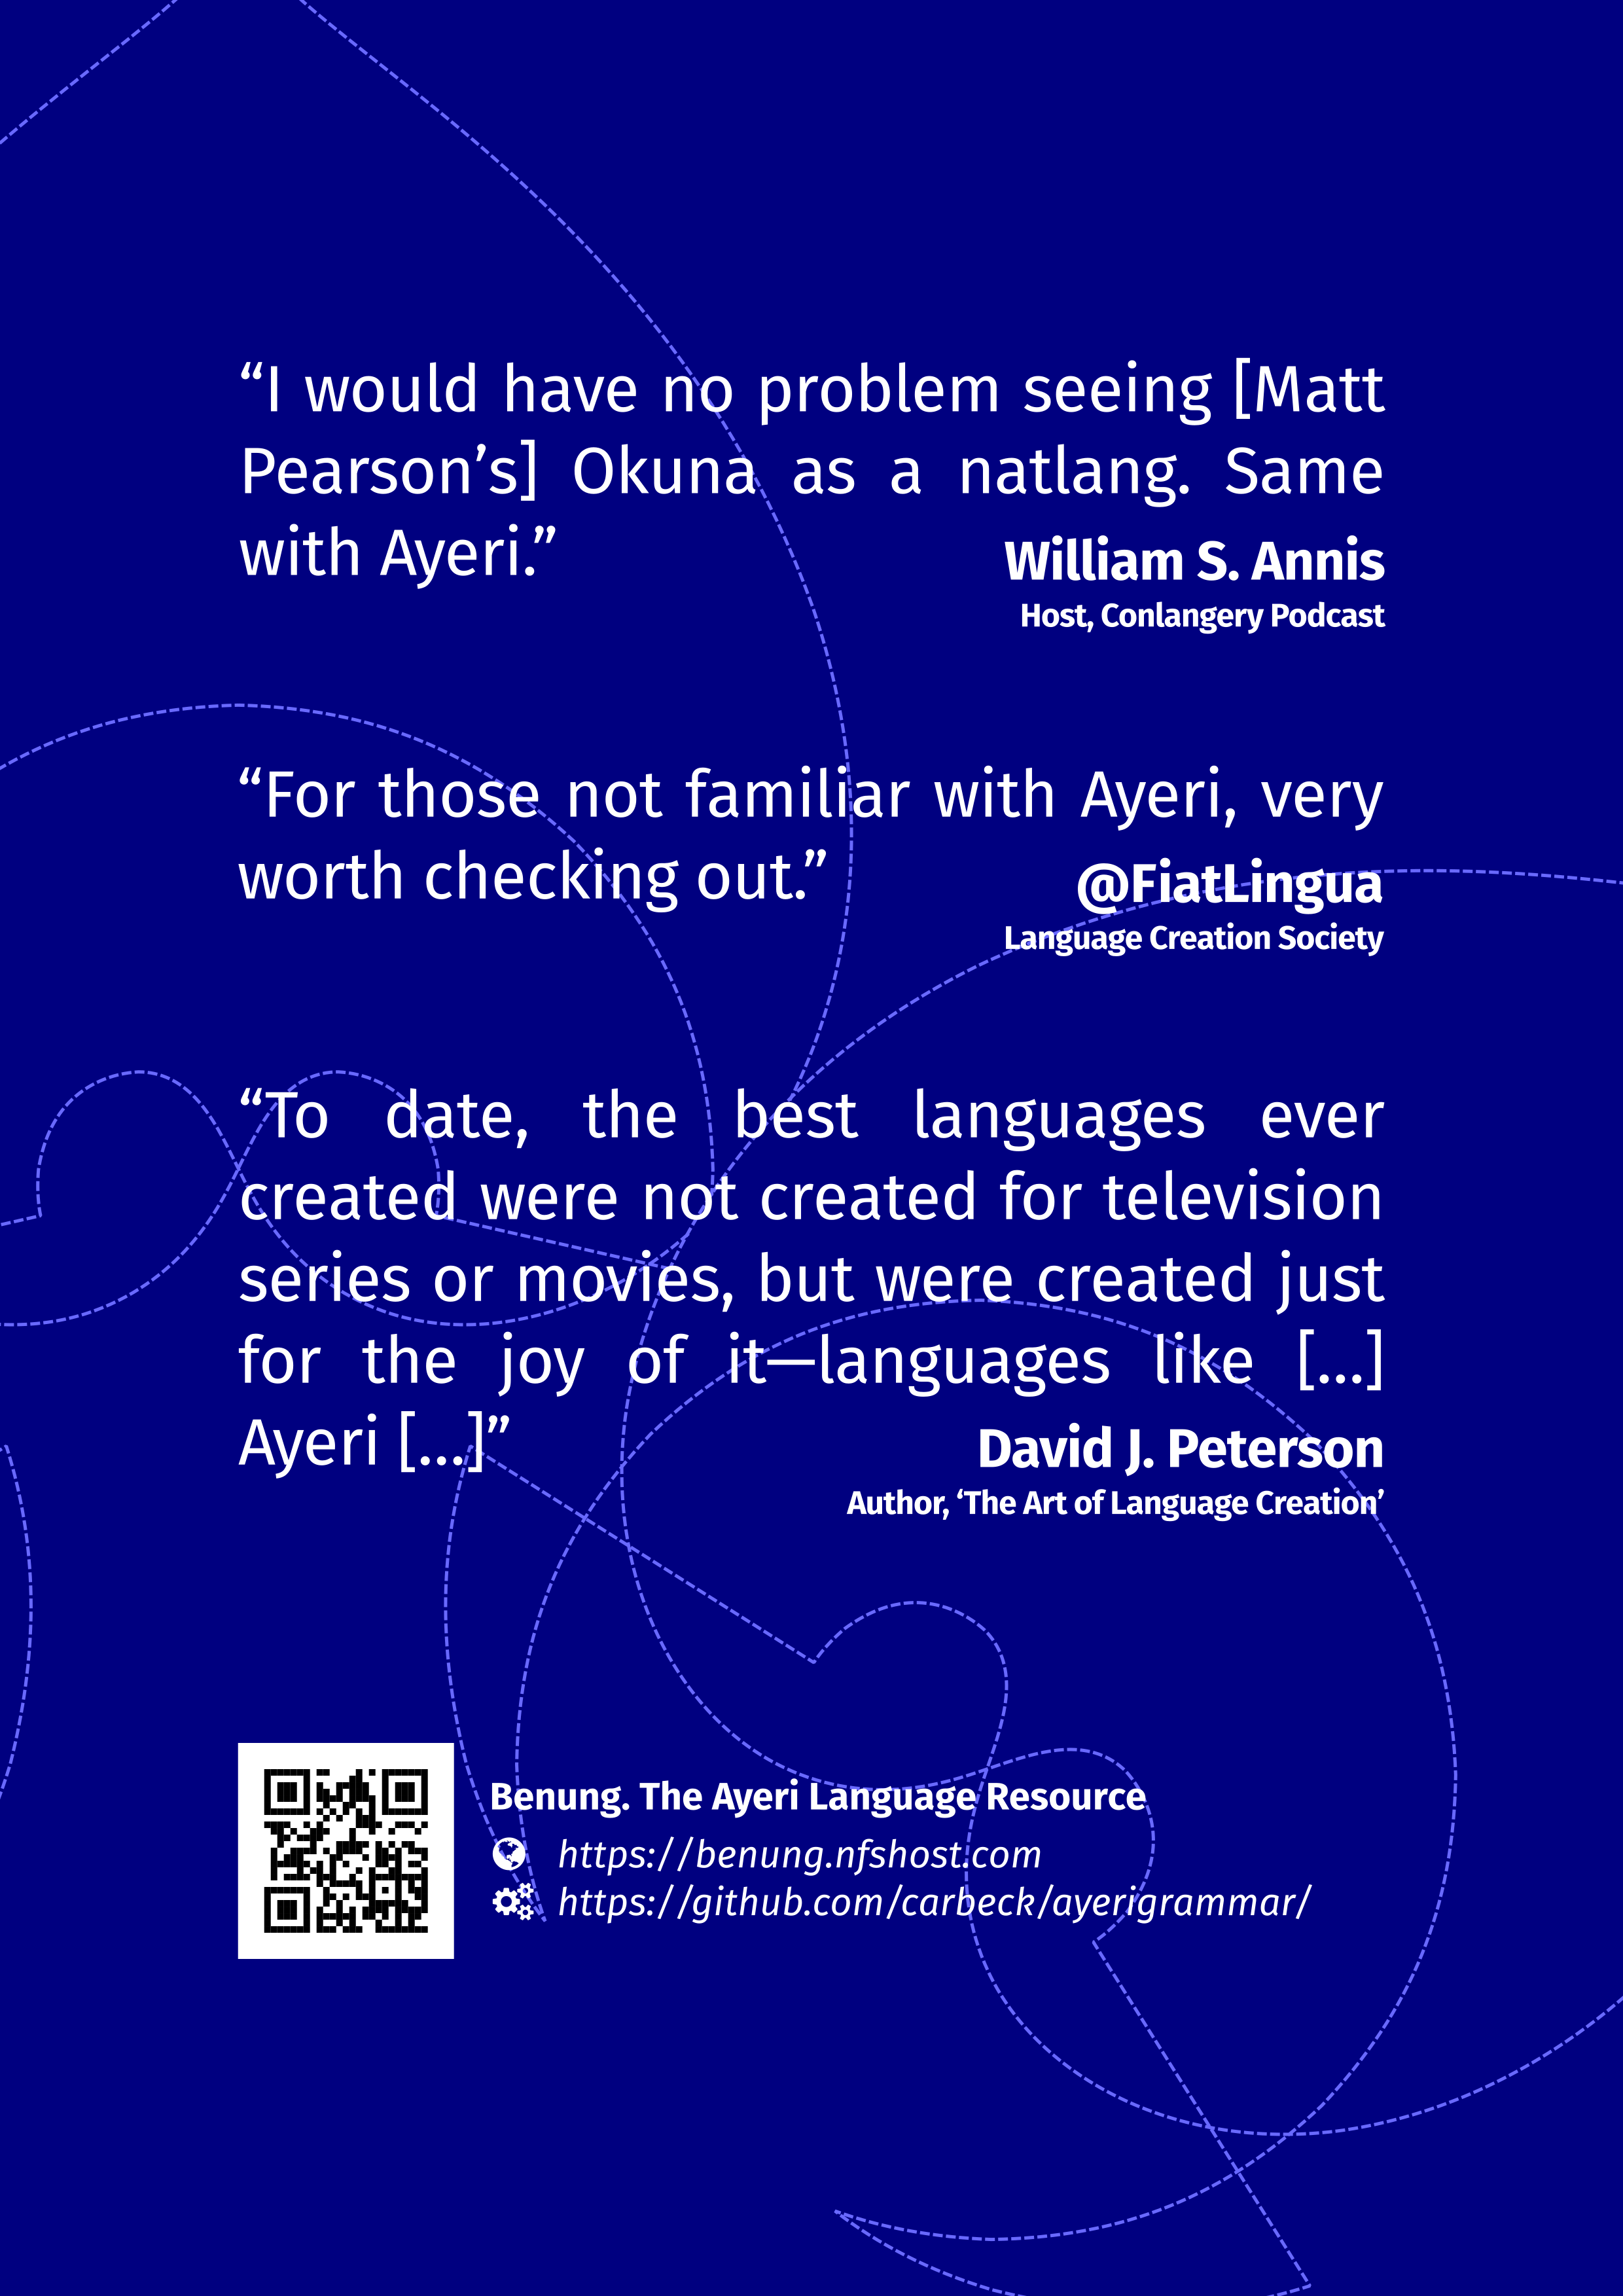 “I would have no problem seeing [Matt
Pearson’s] Okuna as a natlang. Same
with Ayeri.”
William S. Annis
Host, Conlangery Podcast
“For those not familiar with Ayeri, very
worth checking out.”
@FiatLingua
Language Creation Society
“To date, the best languages ever
created were not created for television
series or movies, but were created just
for the joy of it—languages like […]
Ayeri […]”
David J. Peterson
Author, ‘The Art of Language Creation’
Benung. The Ayeri Language Resource
https://benung.nfshost.com
https://github.com/carbeck/ayerigrammar/